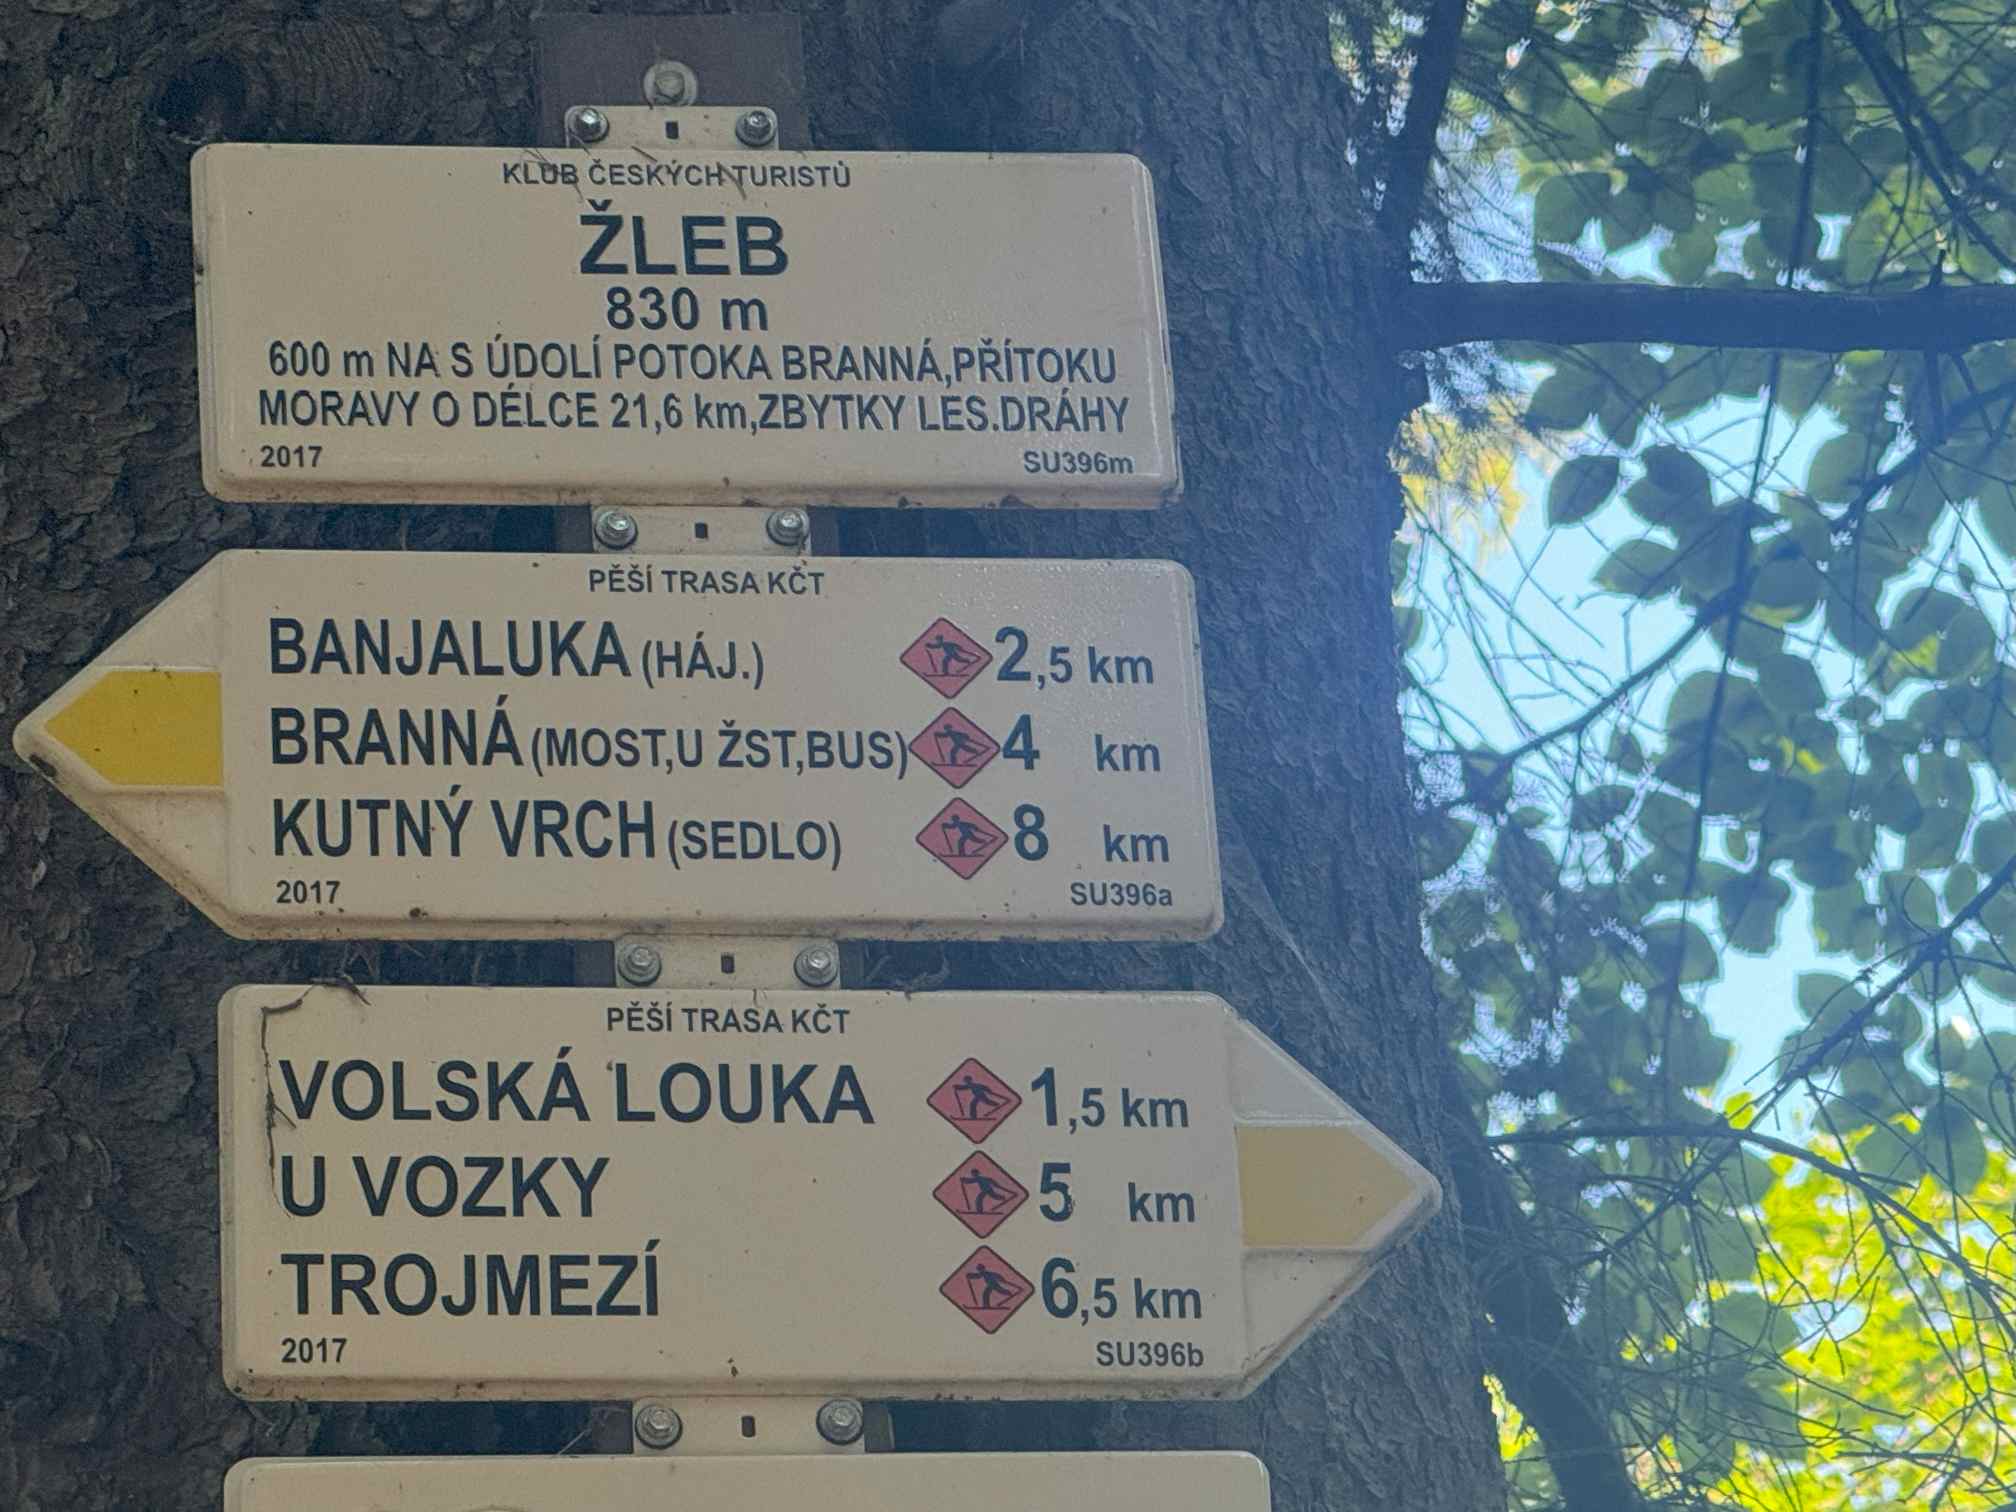 KLUB ČESKÝCH TURISTŮ
ŽLEB
830 m
600 m NA S ÚDOLÍ POTOKA BRANNÁ,PŘÍTOKU
MORAVY O DÉLCE 21,6 km,ZBYTKY LES.DRÁHY
2017 SU396m
PĚŠÍ TRASA KČT
BANJALUKA (HÁJ.) 2,5 km
BRANNÁ (MOST,U ŽST,BUS) 4 km
KUTNÝ VRCH (SEDLO) 8 km
2017 SU396a
PĚŠÍ TRASA KČT
VOLSKÁ LOUKA 1,5 km
U VOZKY 5 km
TROJMEZÍ 6,5 km
2017 SU396b